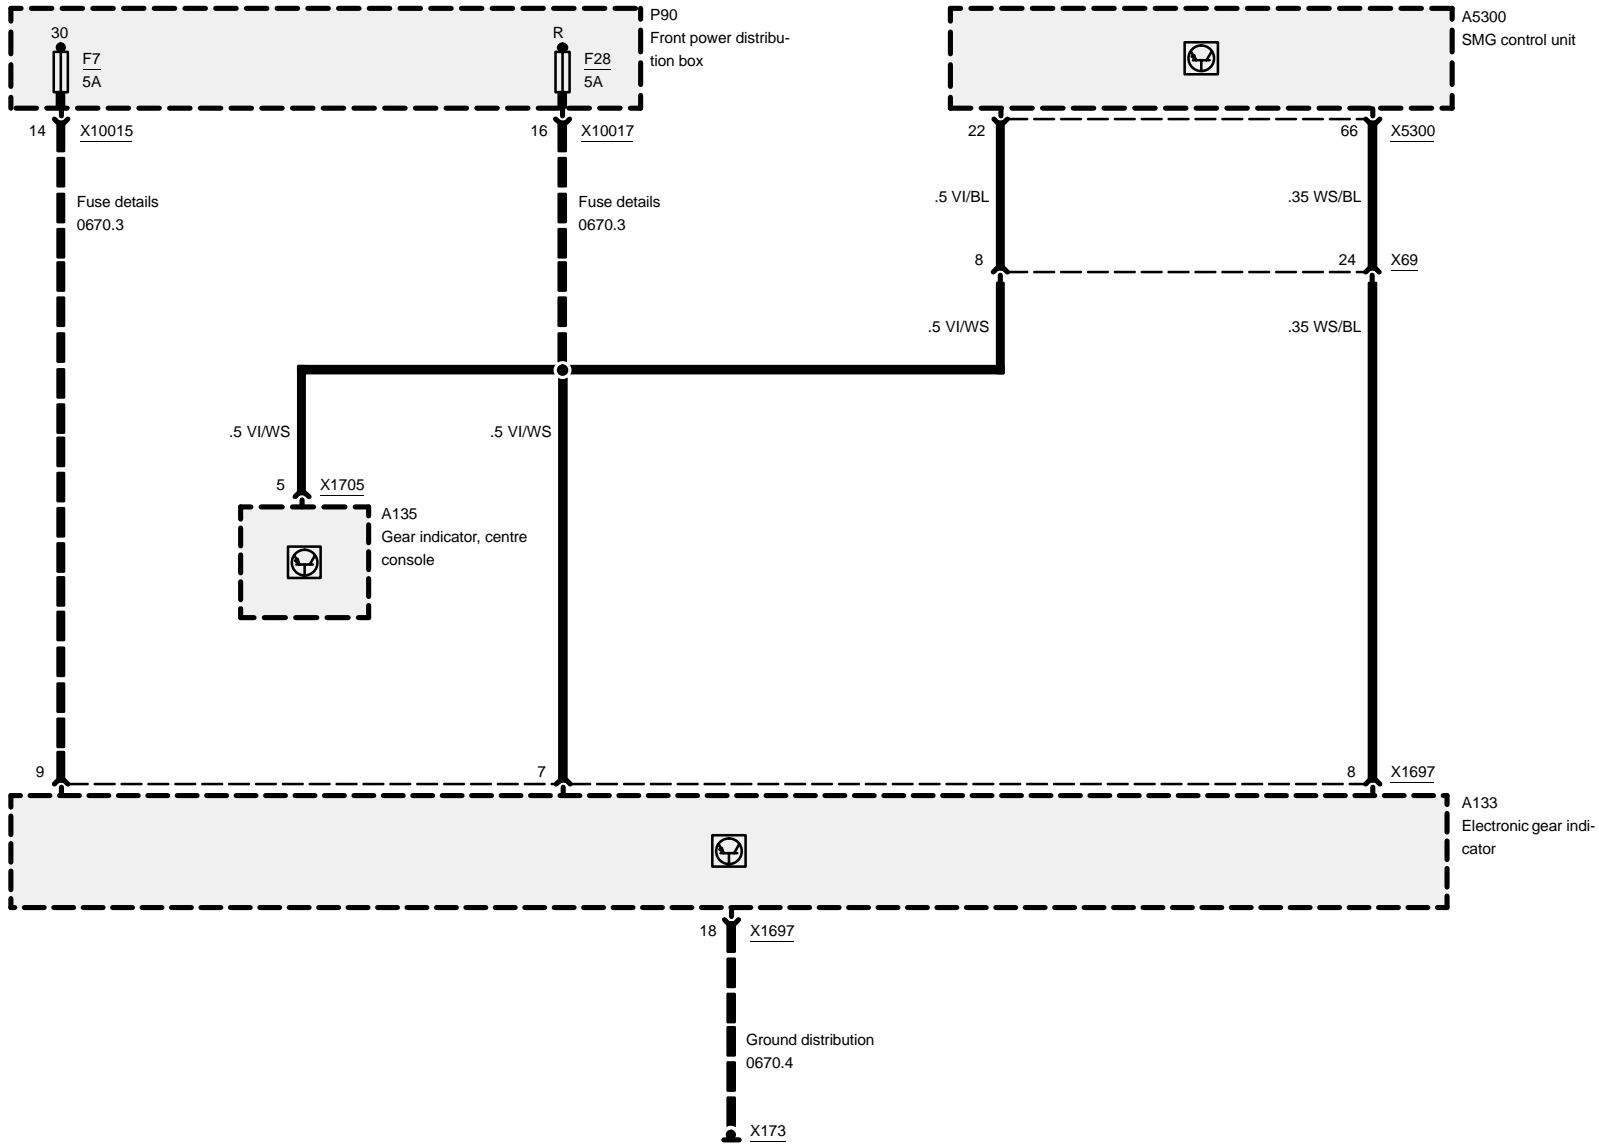 P90
Front power distribu-
tion box
30
F7
5A
R
F28
5A
A5300
SMG control unit
14
X10015
16
X10017
22
66
X5300
Fuse details
0670.3
Fuse details
0670.3
.5 VI/BL
.35 WS/BL
8
24
X69
.5 VI/WS
.35 WS/BL
.5 VI/WS
.5 VI/WS
5
X1705
A135
Gear indicator, centre
console
9
7
8
X1697
A133
Electronic gear indi-
cator
18
X1697
Ground distribution
0670.4
X173